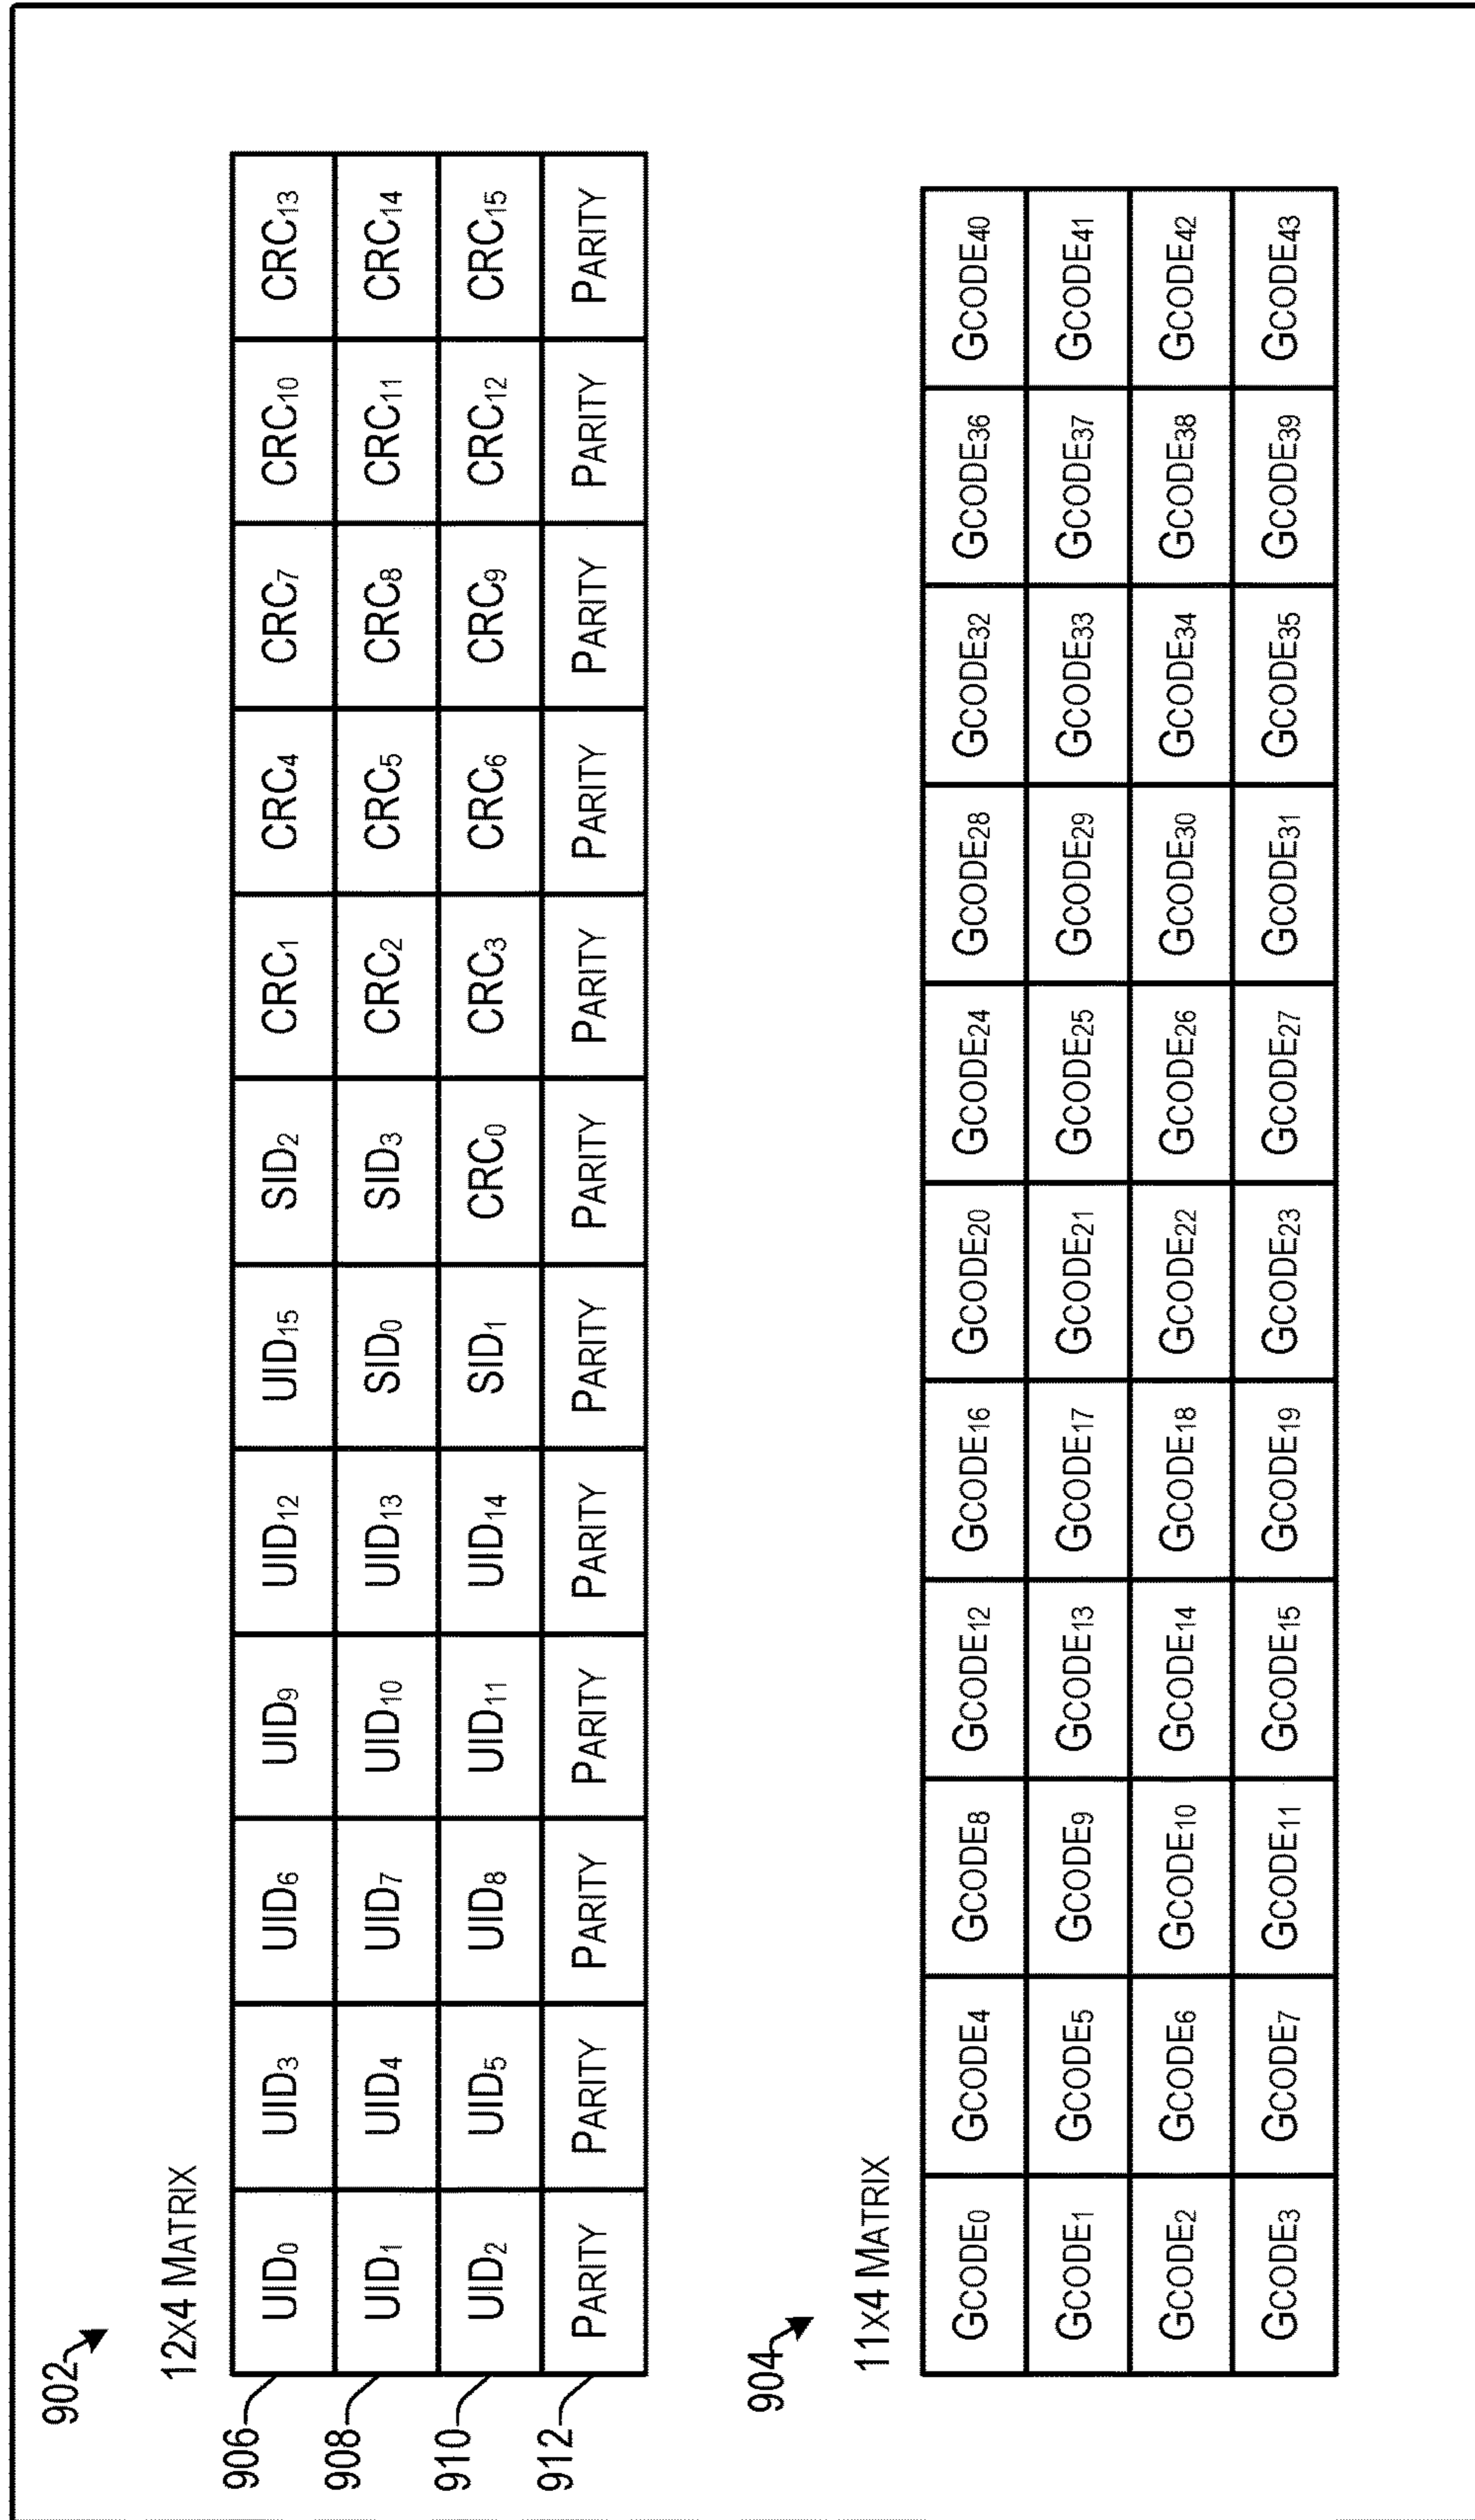 902
12x4 MATRIX
906 UID0 UID3 UID6 UID9 UID12 UID15 SID2 CRC1 CRC4 CRC7 CRC10 CRC13
908 UID1 UID4 UID7 UID10 UID13 SID0 SID3 CRC2 CRC5 CRC8 CRC11 CRC14
910 UID2 UID5 UID8 UID11 UID14 SID1 CRC0 CRC3 CRC6 CRC9 CRC12 CRC15
912 PARITY PARITY PARITY PARITY PARITY PARITY PARITY PARITY PARITY PARITY PARITY PARITY
904
11x4 MATRIX
GCODE0 GCODE4 GCODE8 GCODE12 GCODE16 GCODE20 GCODE24 GCODE28 GCODE32 GCODE36 GCODE40
GCODE1 GCODE5 GCODE9 GCODE13 GCODE17 GCODE21 GCODE25 GCODE29 GCODE33 GCODE37 GCODE41
GCODE2 GCODE6 GCODE10 GCODE14 GCODE18 GCODE22 GCODE26 GCODE30 GCODE34 GCODE38 GCODE42
GCODE3 GCODE7 GCODE11 GCODE15 GCODE19 GCODE23 GCODE27 GCODE31 GCODE35 GCODE39 GCODE43